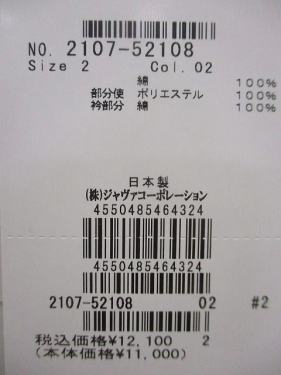 NO. 2107-52108
Size 2 Col. 02
綿 100%
部分使 ポリエステル 100%
衿部分 綿 100%
日本製
(株)ジャヴァコーポレーション
4550485464324
4550485464324
2107-52108 02 #2
税込価格¥12,100 2
(本体価格¥11,000)